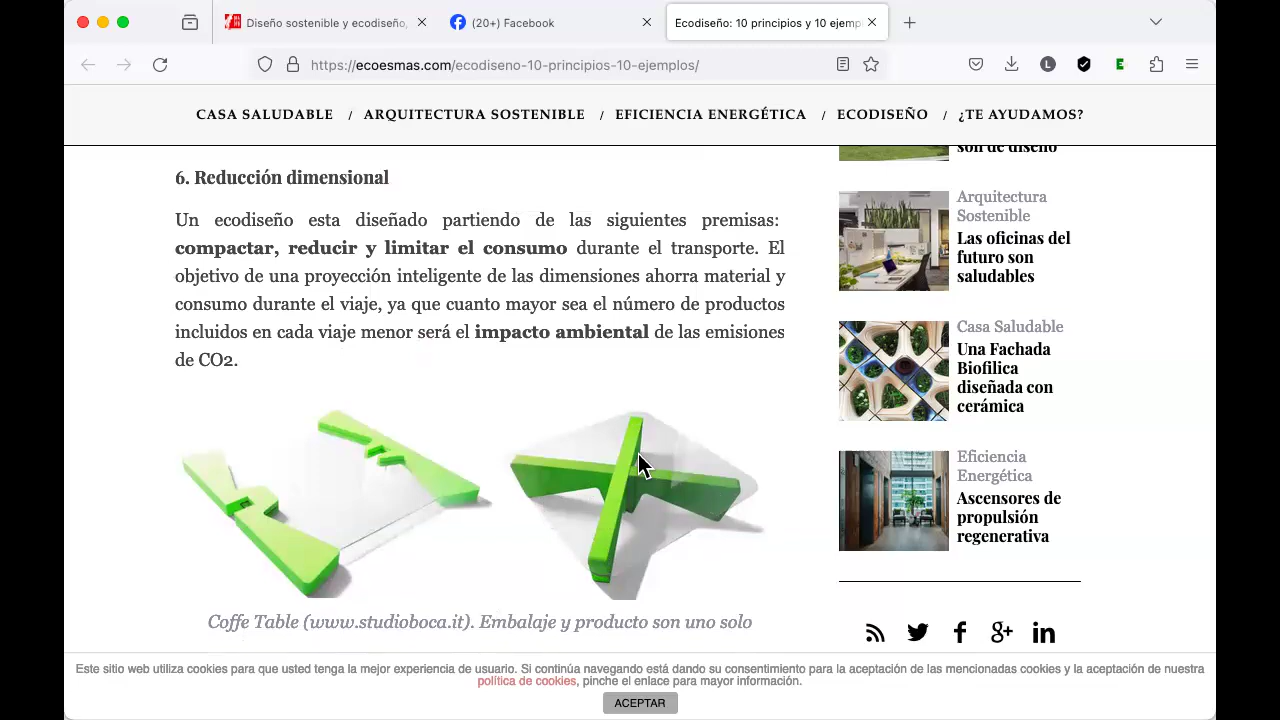 Diseño sostenible y ecodiseño,
(20+) Facebook
Ecodiseño: 10 principios y 10 ejemp
https://ecoesmas.com/ecodiseno-10-principios-10-ejemplos/
CASA SALUDABLE / ARQUITECTURA SOSTENIBLE / EFICIENCIA ENERGÉTICA / ECODISEÑO / ¿TE AYUDAMOS?
6. Reducción dimensional
Un ecodiseño esta diseñado partiendo de las siguientes premisas:
compactar, reducir y limitar el consumo durante el transporte. El
objetivo de una proyección inteligente de las dimensiones ahorra material y
consumo durante el viaje, ya que cuanto mayor sea el número de productos
incluidos en cada viaje menor será el impacto ambiental de las emisiones
de CO2.
Coffe Table (www.studioboca.it). Embalaje y producto son uno solo
son de diseño
Arquitectura
Sostenible
Las oficinas del
futuro son
saludables
Casa Saludable
Una Fachada
Biofilica
diseñada con
cerámica
Eficiencia
Energética
Ascensores de
propulsión
regenerativa
Este sitio web utiliza cookies para que usted tenga la mejor experiencia de usuario. Si continúa navegando está dando su consentimiento para la aceptación de las mencionadas cookies y la aceptación de nuestra
política de cookies, pinche el enlace para mayor información.
ACEPTAR